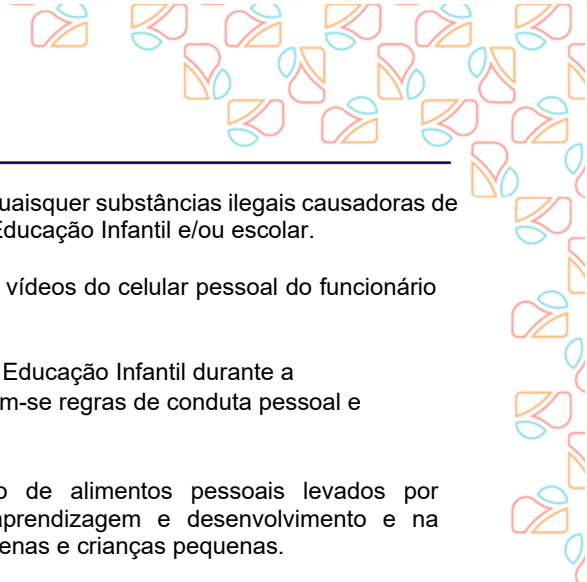 uaisquer substâncias ilegais causadoras de
Educação Infantil e/ou escolar.
vídeos do celular pessoal do funcionário
Educação Infantil durante a
m-se regras de conduta pessoal e
o de alimentos pessoais levados por
aprendizagem e desenvolvimento e na
enas e crianças pequenas.